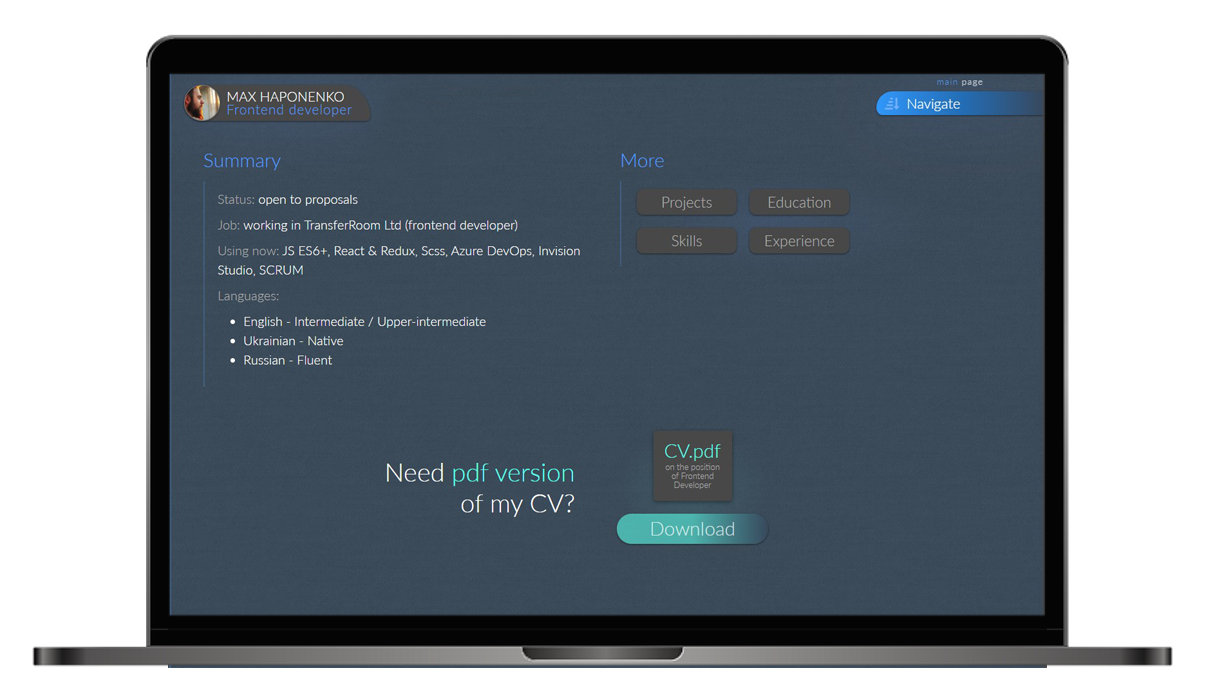 MAX HAPONENKO
Frontend developer
main page
Navigate
Summary
Status: open to proposals
Job: working in TransferRoom Ltd (frontend developer)
Using now: JS ES6+, React & Redux, Scss, Azure DevOps, Invision
Studio, SCRUM
Languages:
English - Intermediate / Upper-intermediate
Ukrainian - Native
Russian - Fluent
More
Projects
Education
Skills
Experience
Need pdf version
of my CV?
CV.pdf
on the position
of Frontend
Developer
Download